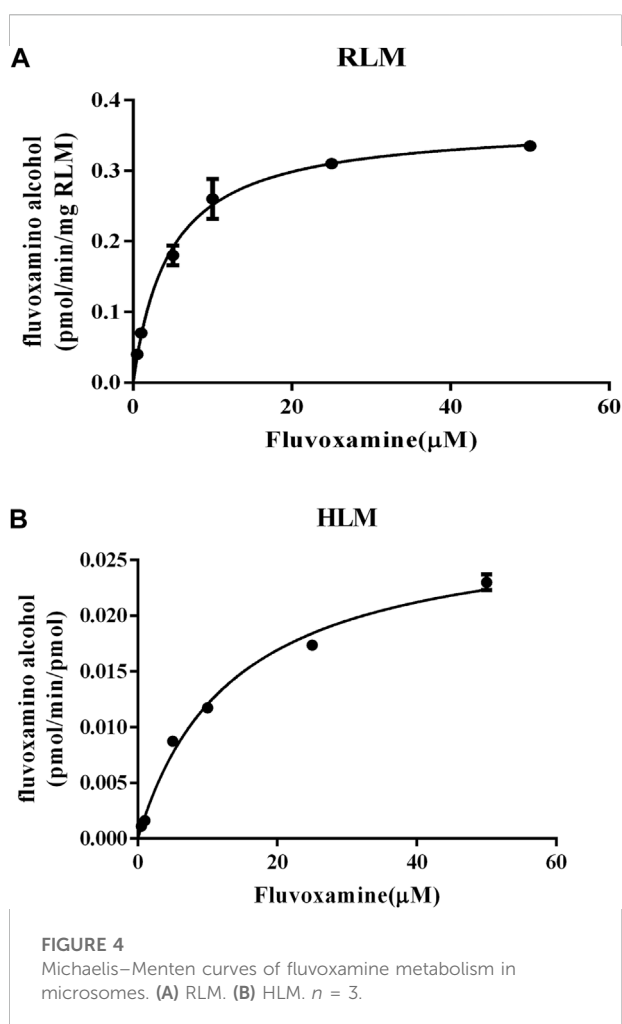 A
RLM
fluvoxamino alcohol
(pmol/min/mg RLM)
0.4
0.3
0.2
0.1
0.0
0 20 40 60
Fluvoxamine(μM)
B
HLM
fluvoxamino alcohol
(pmol/min/pmol)
0.025
0.020
0.015
0.010
0.005
0.000
0 20 40 60
Fluvoxamine(μM)
FIGURE 4
Michaelis–Menten curves of fluvoxamine metabolism in
microsomes. (A) RLM. (B) HLM. n = 3.